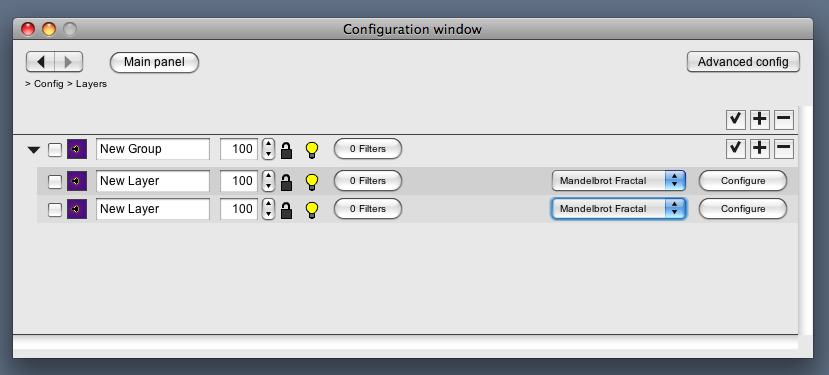 Configuration window
Main panel
Advanced config
> Config > Layers
New Group 100 0 Filters
New Layer 100 0 Filters Mandelbrot Fractal Configure
New Layer 100 0 Filters Mandelbrot Fractal Configure